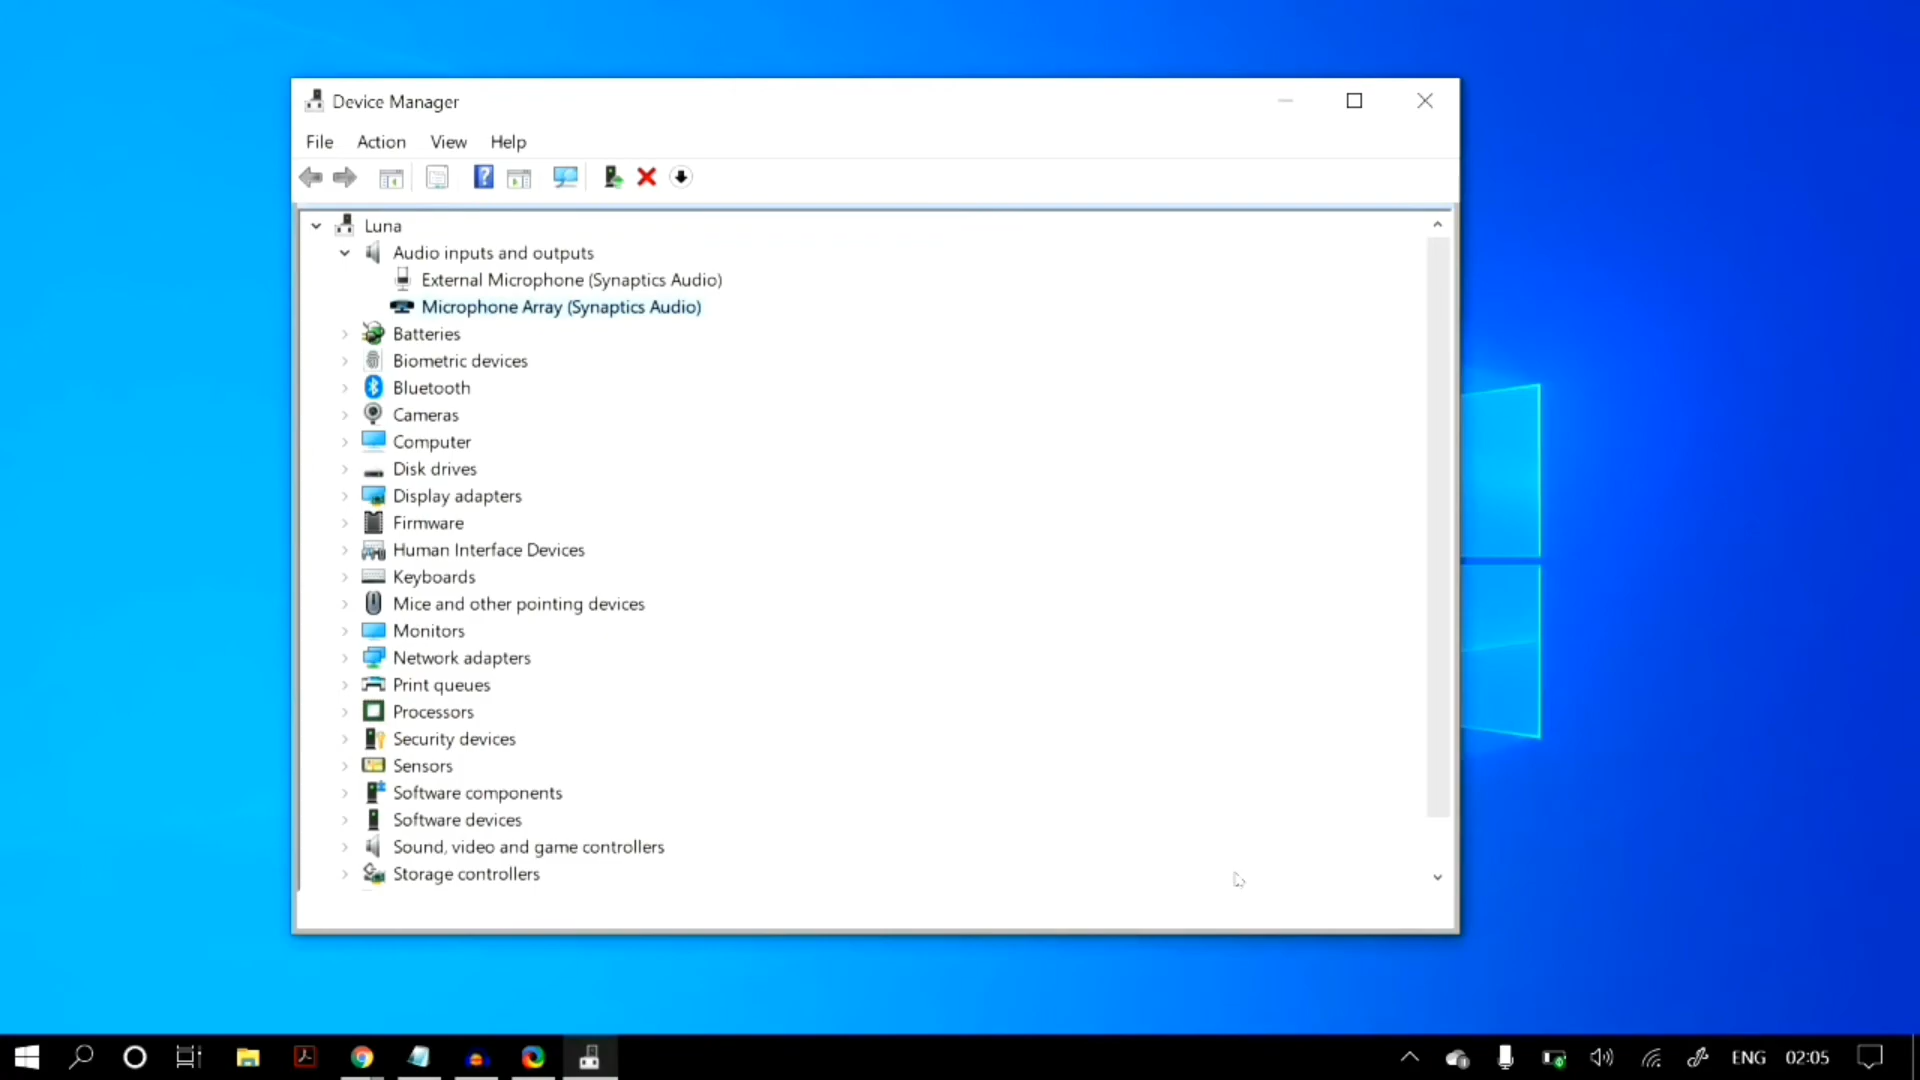 Device Manager
File Action View Help
Luna
Audio inputs and outputs
External Microphone (Synaptics Audio)
Microphone Array (Synaptics Audio)
Batteries
Biometric devices
Bluetooth
Cameras
Computer
Disk drives
Display adapters
Firmware
Human Interface Devices
Keyboards
Mice and other pointing devices
Monitors
Network adapters
Print queues
Processors
Security devices
Sensors
Software components
Software devices
Sound, video and game controllers
Storage controllers
ENG 02:05